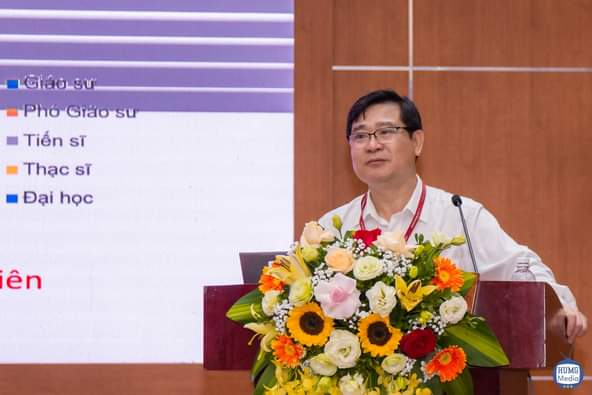 Giáo sư
Phó Giáo sư
Tiến sĩ
Thạc sĩ
Đại học
iên
HUMG
Media